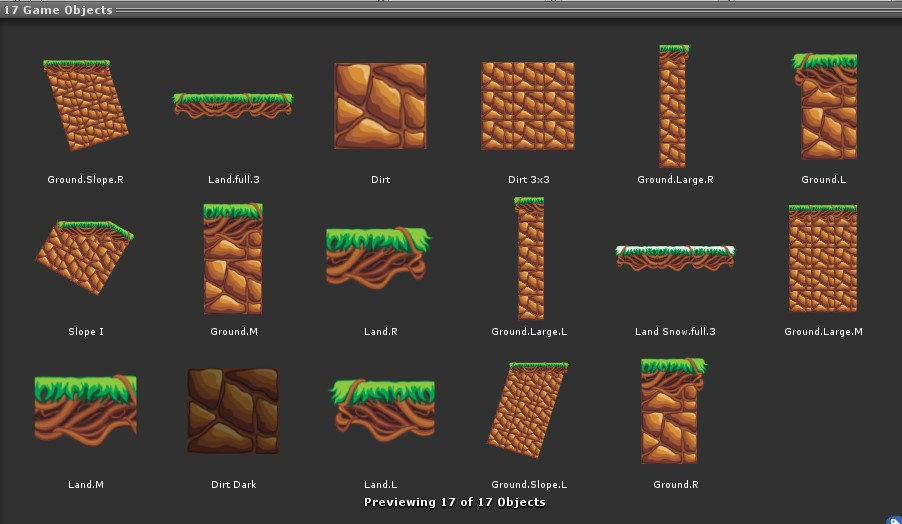 17 Game Objects
Ground.Slope.R
Land.full.3
Dirt
Dirt 3x3
Ground.Large.R
Ground.L
Slope I
Ground.M
Land.R
Ground.Large.L
Land Snow.full.3
Ground.Large.M
Land.M
Dirt Dark
Land.L
Ground.Slope.L
Ground.R
Previewing 17 of 17 Objects